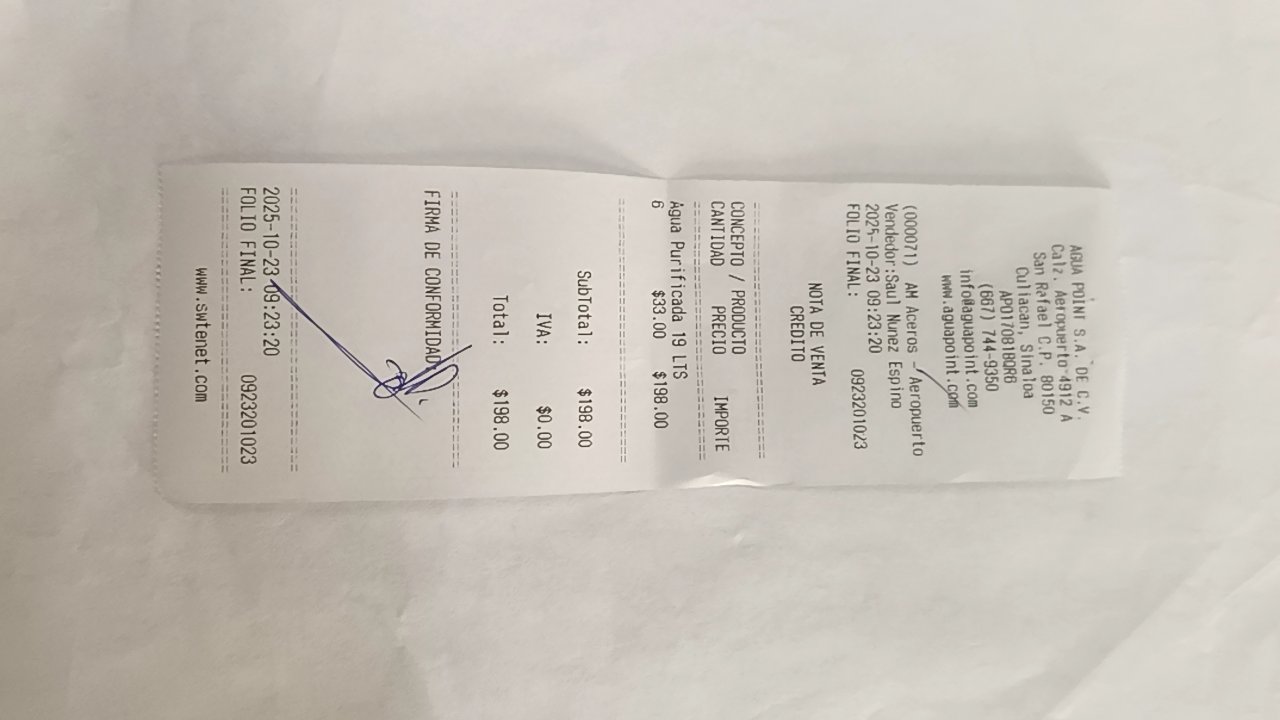 AGUA POINT S.A. DE C.V.
Calz. Aeropuerto 4912 A
San Rafael C.P. 80150
Culiacan, Sinaloa
APO170818QR6
(667) 744-9350
info@aguapoint.com
www.aguapoint.com
(000071) AM Aceros - Aeropuerto
Vendedor:Saul Nunez Espino
2025-10-23 09:23:20
FOLIO FINAL: 0923201023
NOTA DE VENTA
CREDITO
===============================
CONCEPTO / PRODUCTO
CANTIDAD PRECIO IMPORTE
===============================
Agua Purificada 19 LTS
6 $33.00 $198.00
===============================
SubTotal: $198.00
IVA: $0.00
Total: $198.00
===============================
FIRMA DE CONFORMIDAD
===============================
2025-10-23 09:23:20
FOLIO FINAL: 0923201023
===============================
www.swtenet.com